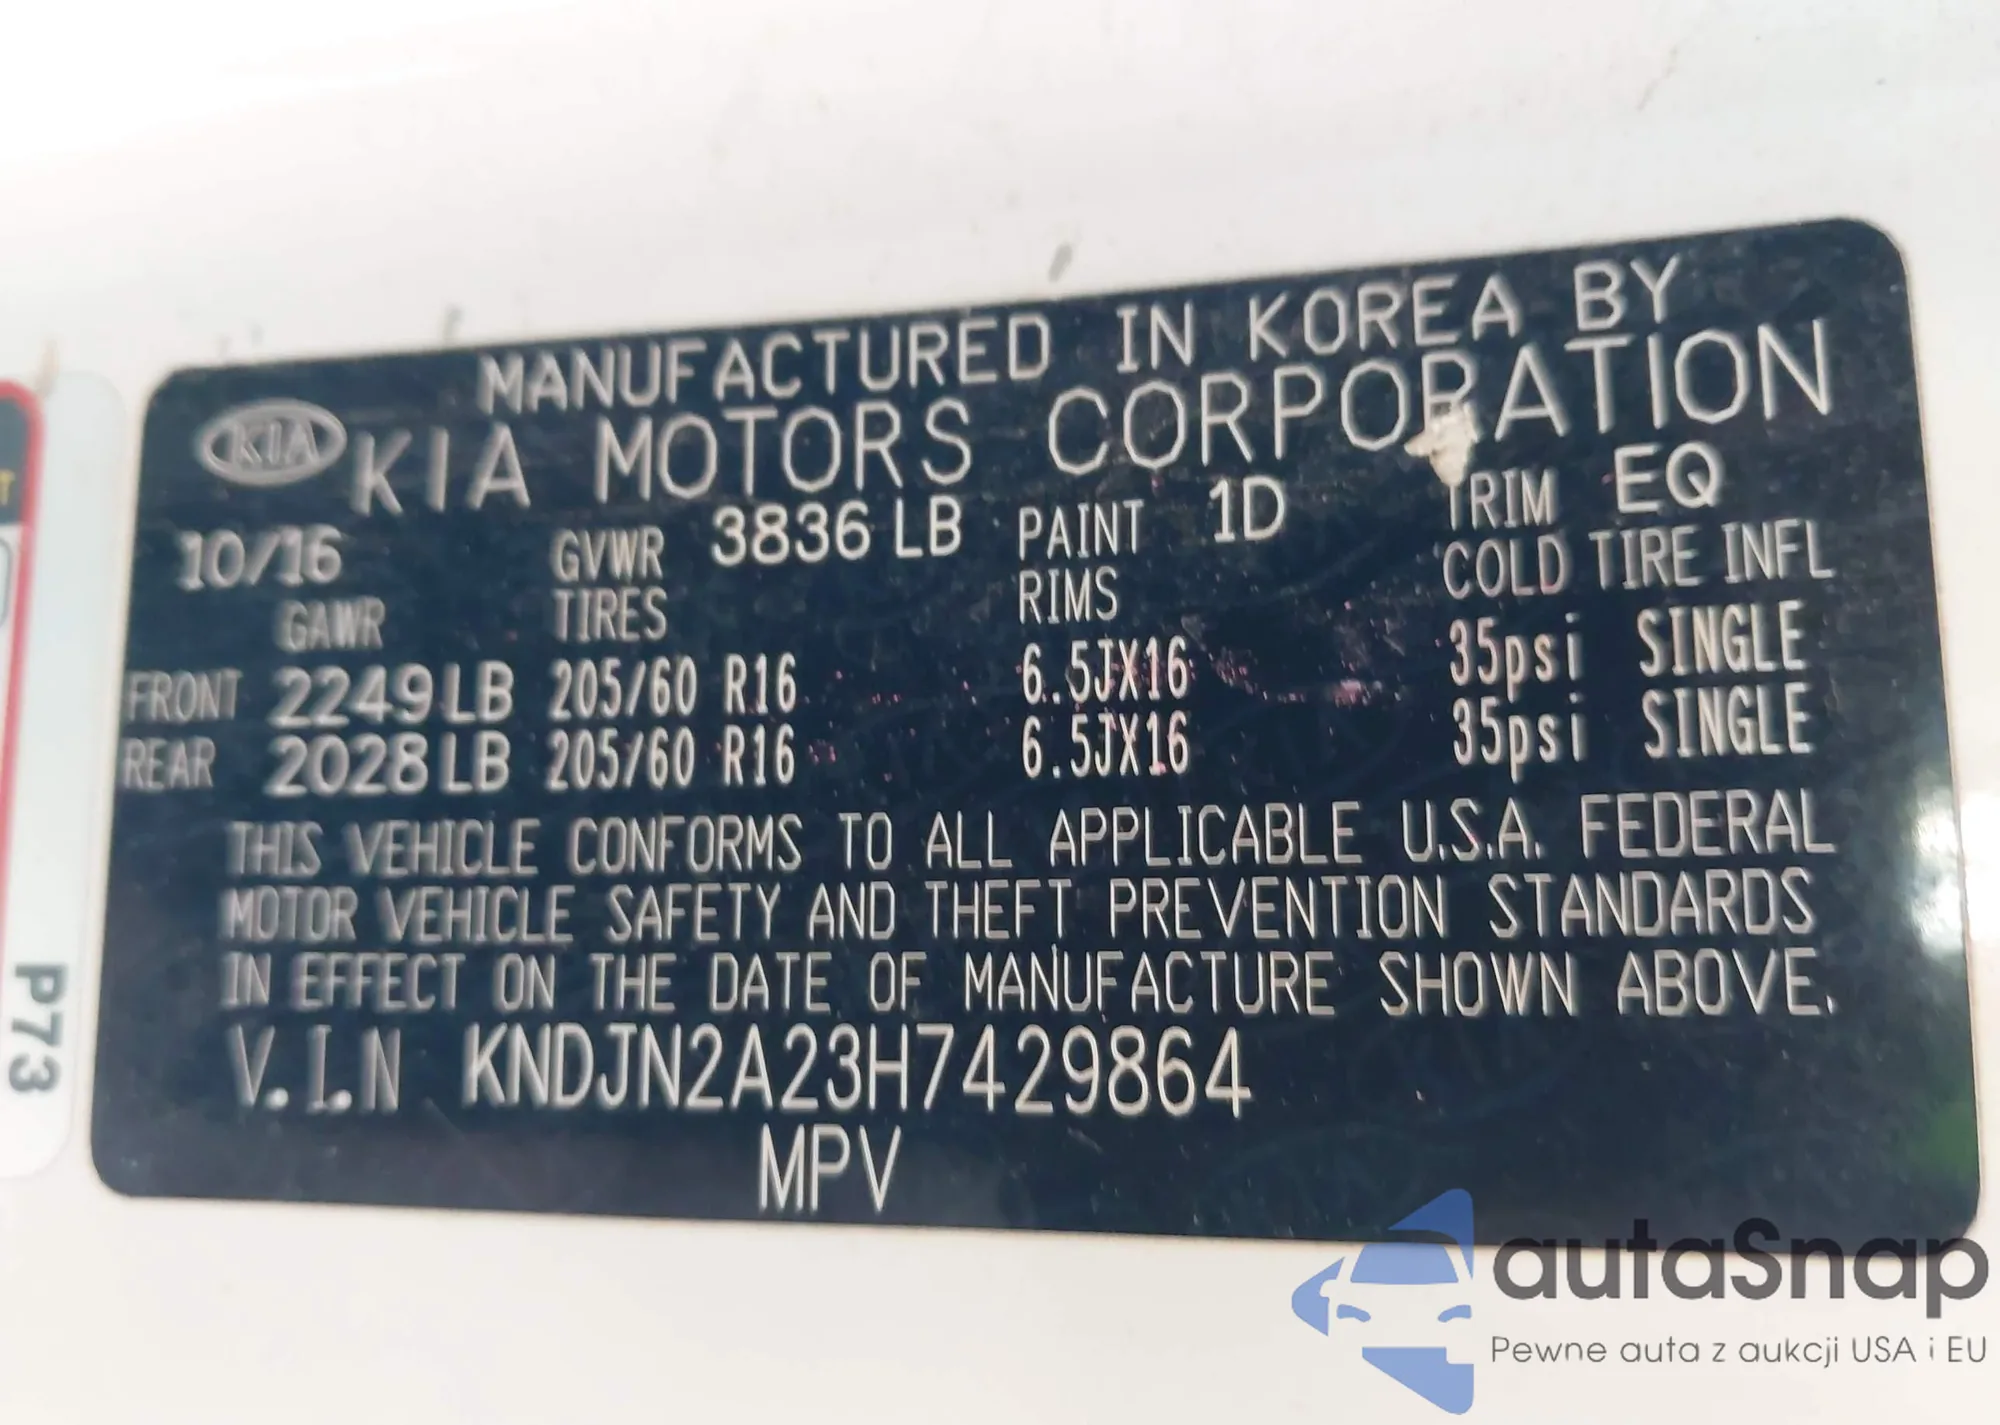 MANUFACTURED IN KOREA BY
KIA KIA MOTORS CORPORATION
10/16 GVWR 3836 LB PAINT 1D TRIM EQ
GAWR TIRES RIMS COLD TIRE INFL
FRONT 2249 LB 205/60 R16 6.5JX16 35psi SINGLE
REAR 2028 LB 205/60 R16 6.5JX16 35psi SINGLE
THIS VEHICLE CONFORMS TO ALL APPLICABLE U.S.A. FEDERAL
MOTOR VEHICLE SAFETY AND THEFT PREVENTION STANDARDS
IN EFFECT ON THE DATE OF MANUFACTURE SHOWN ABOVE.
V.I.N KNDJN2A23H7429864
MPV
P73
autaSnap
Pewne auta z aukcji USA i EU